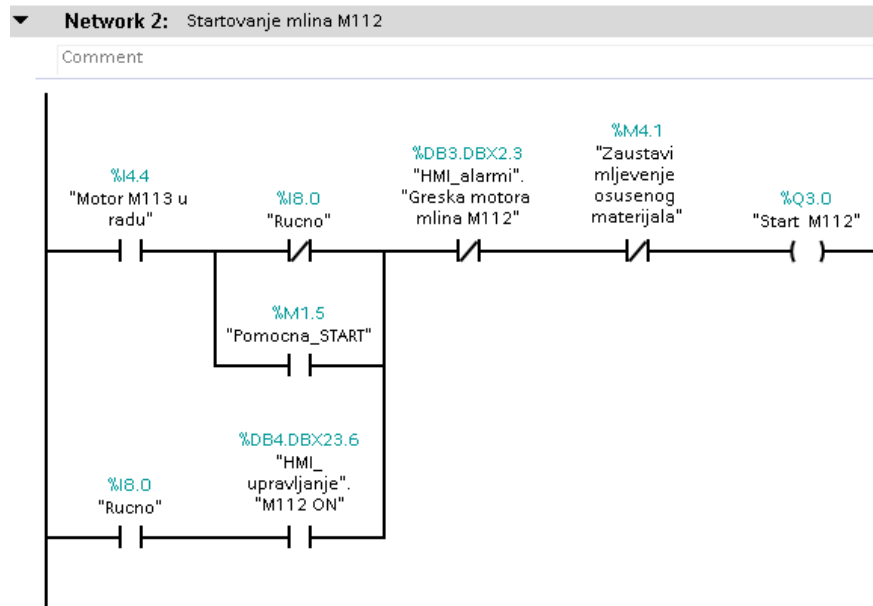 Network 2: Startovanje mlina M112
Comment
%I4.4
"Motor M113 u
radu"
%I8.0
"Rucno"
%DB3.DBX2.3
"HMI_alarmi".
"Greska motora
mlina M112"
%M4.1
"Zaustavi
mljevenje
osusenog
materijala"
%Q3.0
"Start M112"
%M1.5
"Pomocna_START"
%I8.0
"Rucno"
%DB4.DBX23.6
"HMI_
upravljanje".
"M112 ON"